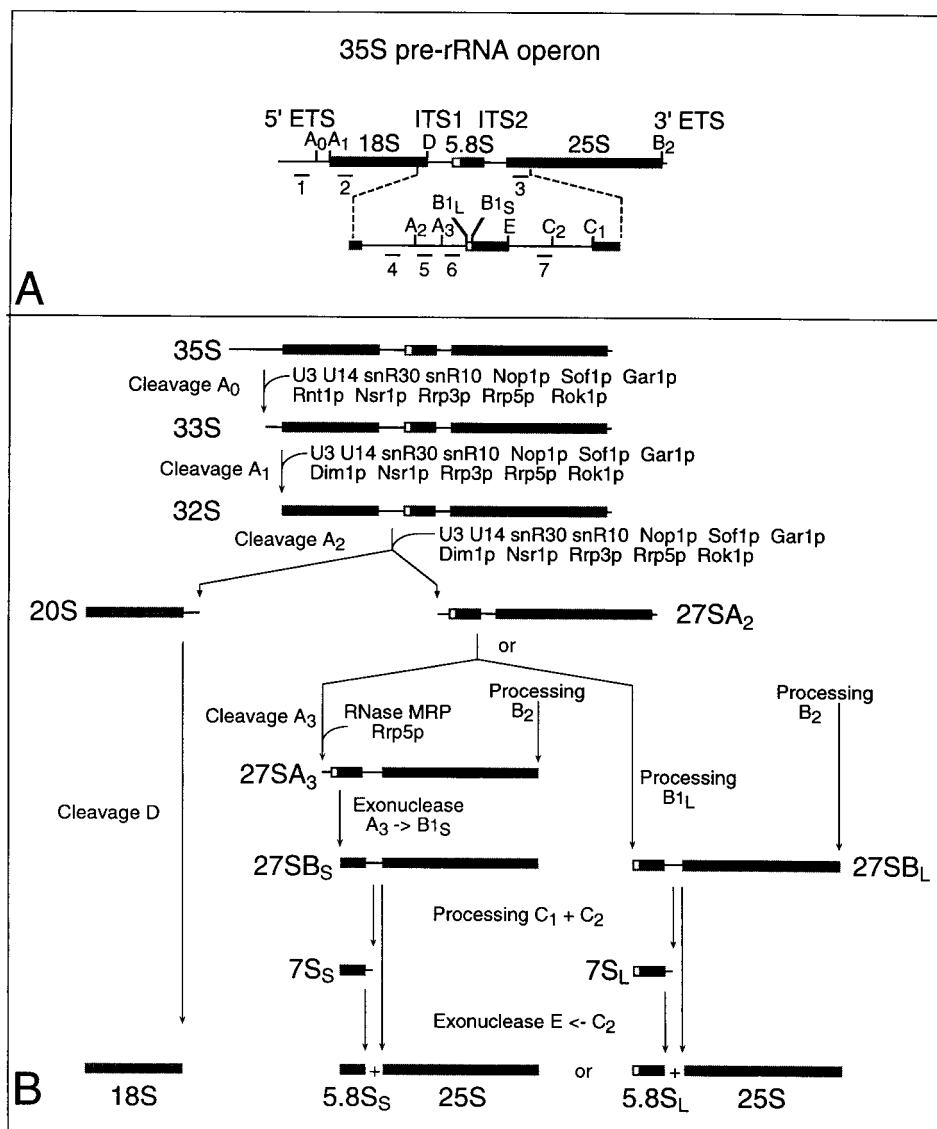 35S pre-rRNA operon
5' ETS ITS1 ITS2 3' ETS
A0 A1 18S D 5.8S 25S B2
1 2 3
B1L B1S
A2 A3 E C2 C1
4 5 6 7
A
35S
Cleavage A0 U3 U14 snR30 snR10 Nop1p Sof1p Gar1p
Rnt1p Nsr1p Rrp3p Rrp5p Rok1p
33S
Cleavage A1 U3 U14 snR30 snR10 Nop1p Sof1p Gar1p
Dim1p Nsr1p Rrp3p Rrp5p Rok1p
32S
Cleavage A2 U3 U14 snR30 snR10 Nop1p Sof1p Gar1p
Dim1p Nsr1p Rrp3p Rrp5p Rok1p
20S 27SA2
or
Cleavage A3 RNase MRP
Rrp5p
Processing
B2
Processing
B2
27SA3
Processing
B1L
Cleavage D
Exonuclease
A3 -> B1S
27SBS 27SBL
Processing C1 + C2
7SS 7SL
Exonuclease E <- C2
+ or +
18S 5.8SS 25S 5.8SL 25S
B